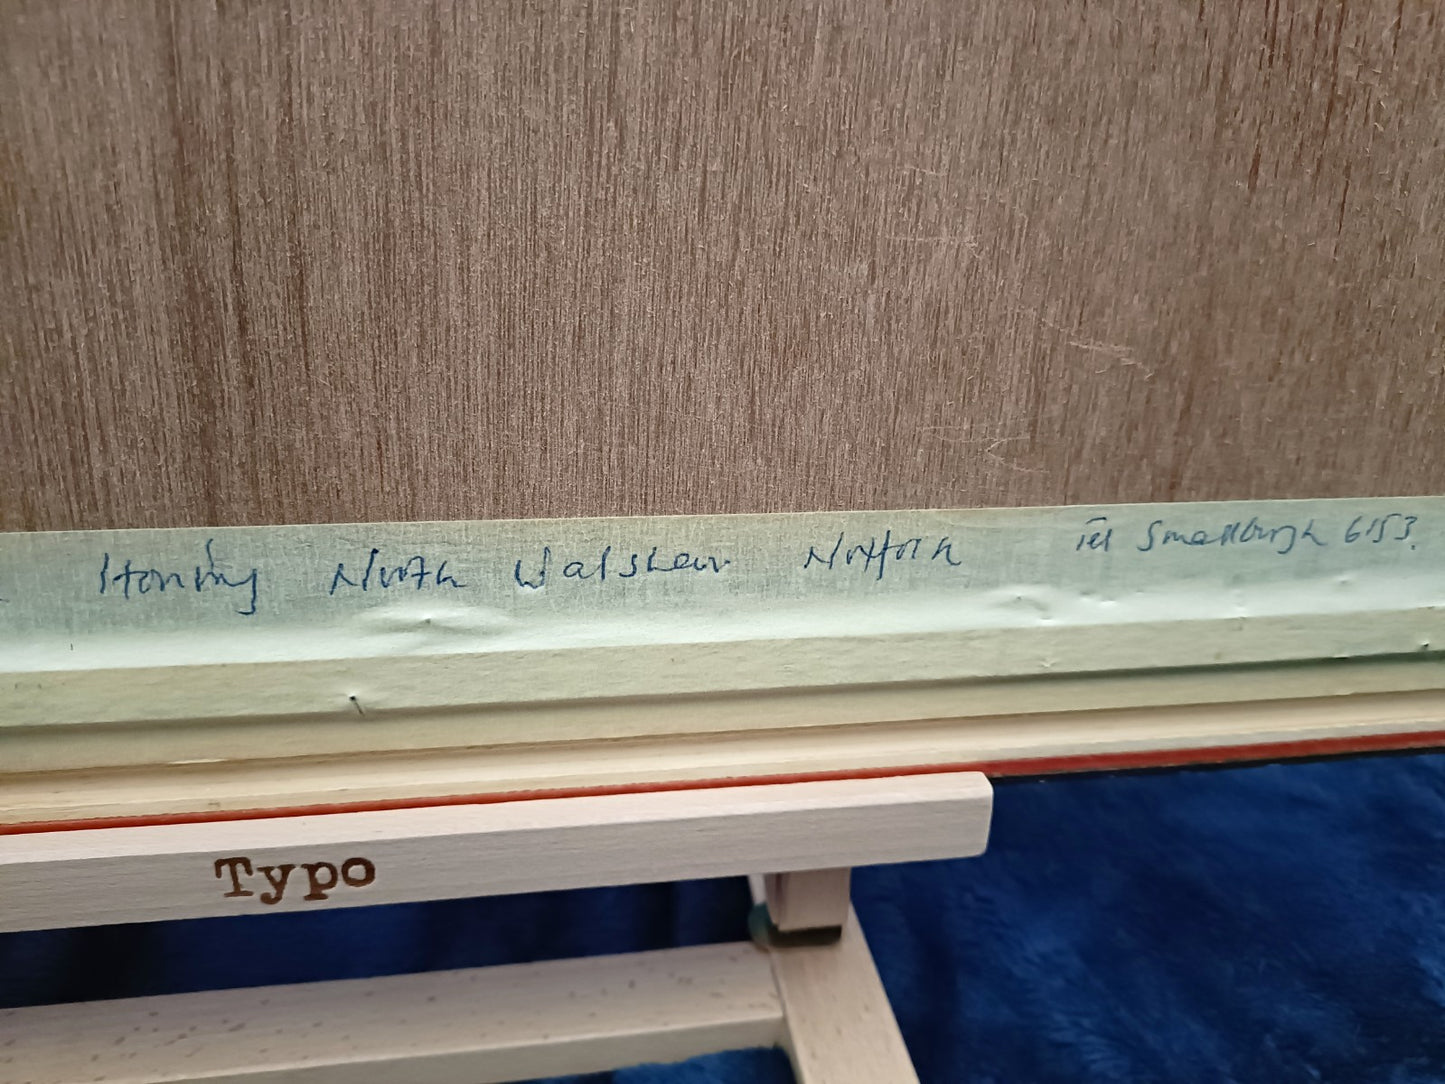 Honing North Walsham Norfolk Tel Smallburgh 6153.
Typo